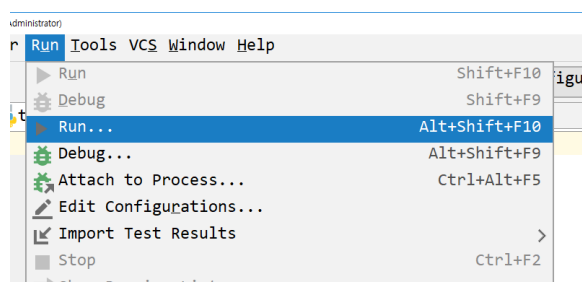 Administrator)
Run Tools VCS Window Help
Run Shift+F10
Debug Shift+F9
Run... Alt+Shift+F10
Debug... Alt+Shift+F9
Attach to Process... Ctrl+Alt+F5
Edit Configurations...
Import Test Results
Stop Ctrl+F2